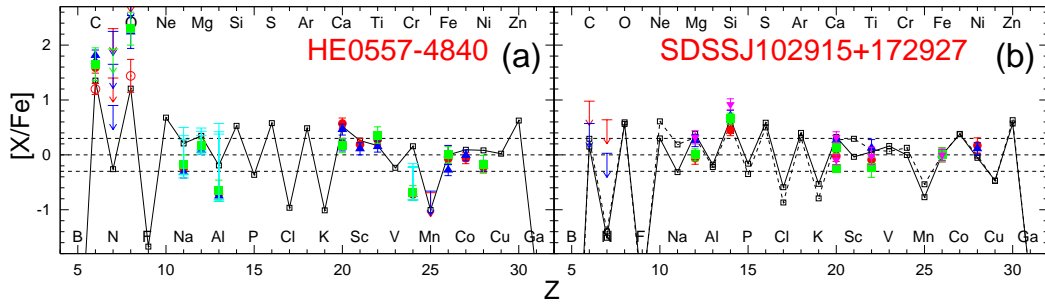 C O Ne Mg Si S Ar Ca Ti Cr Fe Ni Zn
C O Ne Mg Si S Ar Ca Ti Cr Fe Ni Zn
HE0557-4840 (a)
SDSSJ102915+172927 (b)
[X/Fe]
2
1
0
-1
B N F Na Al P Cl K Sc V Mn Co Cu Ga
B N F Na Al P Cl K Sc V Mn Co Cu Ga
5 10 15 20 25 30
5 10 15 20 25 30
Z